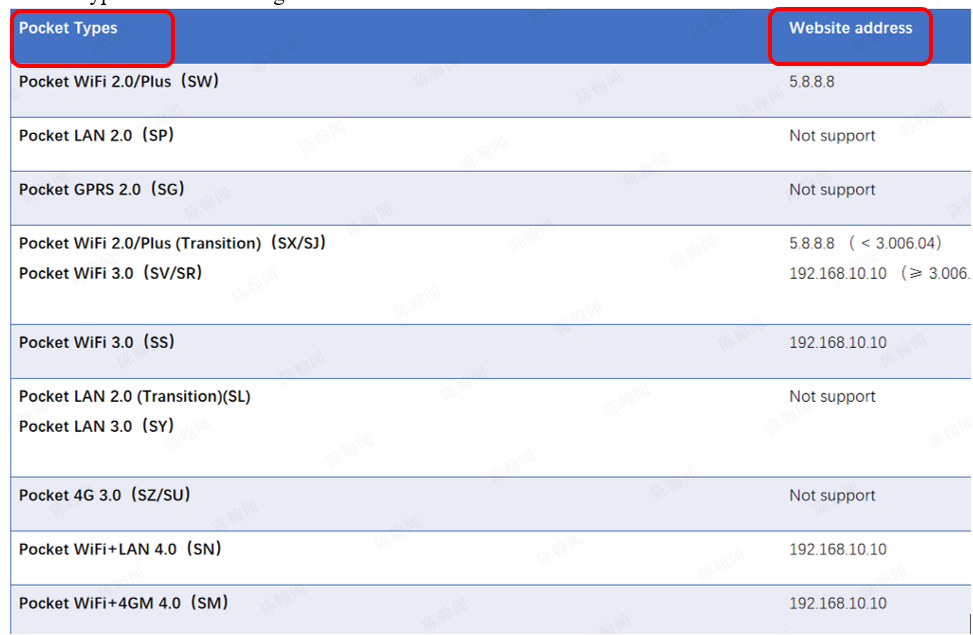 Pocket Types Website address
Pocket WiFi 2.0/Plus（SW） 5.8.8.8
Pocket LAN 2.0（SP） Not support
Pocket GPRS 2.0（SG） Not support
Pocket WiFi 2.0/Plus (Transition)（SX/SJ） 5.8.8.8 （ < 3.006.04）
Pocket WiFi 3.0（SV/SR） 192.168.10.10 （⩾ 3.006.
Pocket WiFi 3.0（SS） 192.168.10.10
Pocket LAN 2.0 (Transition)(SL) Not support
Pocket LAN 3.0（SY）
Pocket 4G 3.0（SZ/SU） Not support
Pocket WiFi+LAN 4.0（SN） 192.168.10.10
Pocket WiFi+4GM 4.0（SM） 192.168.10.10